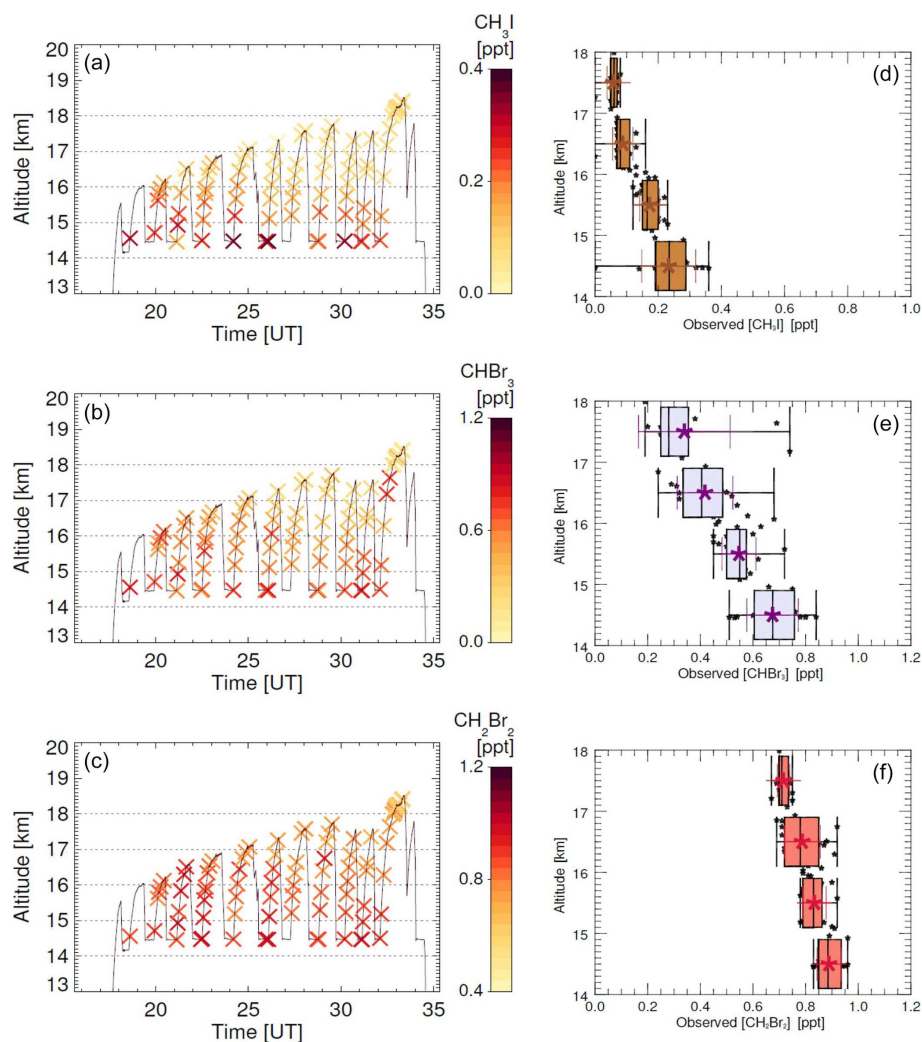 CH₃I
[ppt]
(a)
20
19
18
17
16
15
14
13
Altitude [km]
20 25 30 35
Time [UT]
0.4
0.2
0.0
(d)
18
17
16
15
14
Altitude [km]
0.0 0.2 0.4 0.6 0.8 1.0
Observed [CH₃I] [ppt]
CHBr₃
[ppt]
(b)
20
19
18
17
16
15
14
13
Altitude [km]
20 25 30 35
Time [UT]
1.2
0.6
0.0
(e)
18
17
16
15
14
Altitude [km]
0.0 0.2 0.4 0.6 0.8 1.0 1.2
Observed [CHBr₃] [ppt]
CH₂Br₂
[ppt]
(c)
20
19
18
17
16
15
14
13
Altitude [km]
20 25 30 35
Time [UT]
1.2
0.8
0.4
(f)
18
17
16
15
14
Altitude [km]
0.0 0.2 0.4 0.6 0.8 1.0 1.2
Observed [CH₂Br₂] [ppt]